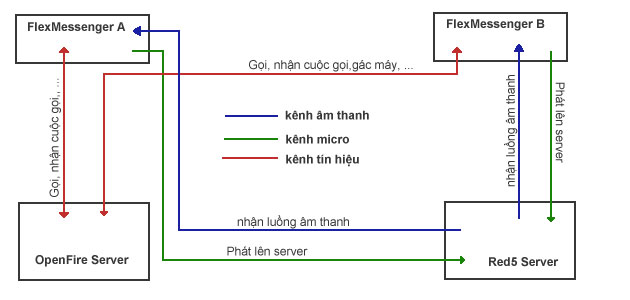 FlexMessenger A
FlexMessenger B
Gọi, nhận cuộc gọi,gác máy, ...
Gọi, nhận cuộc gọi,, ...
kênh âm thanh
kênh micro
kênh tín hiệu
nhận luồng âm thanh
Phát lên server
nhận luồng âm thanh
Phát lên server
OpenFire Server
Red5 Server